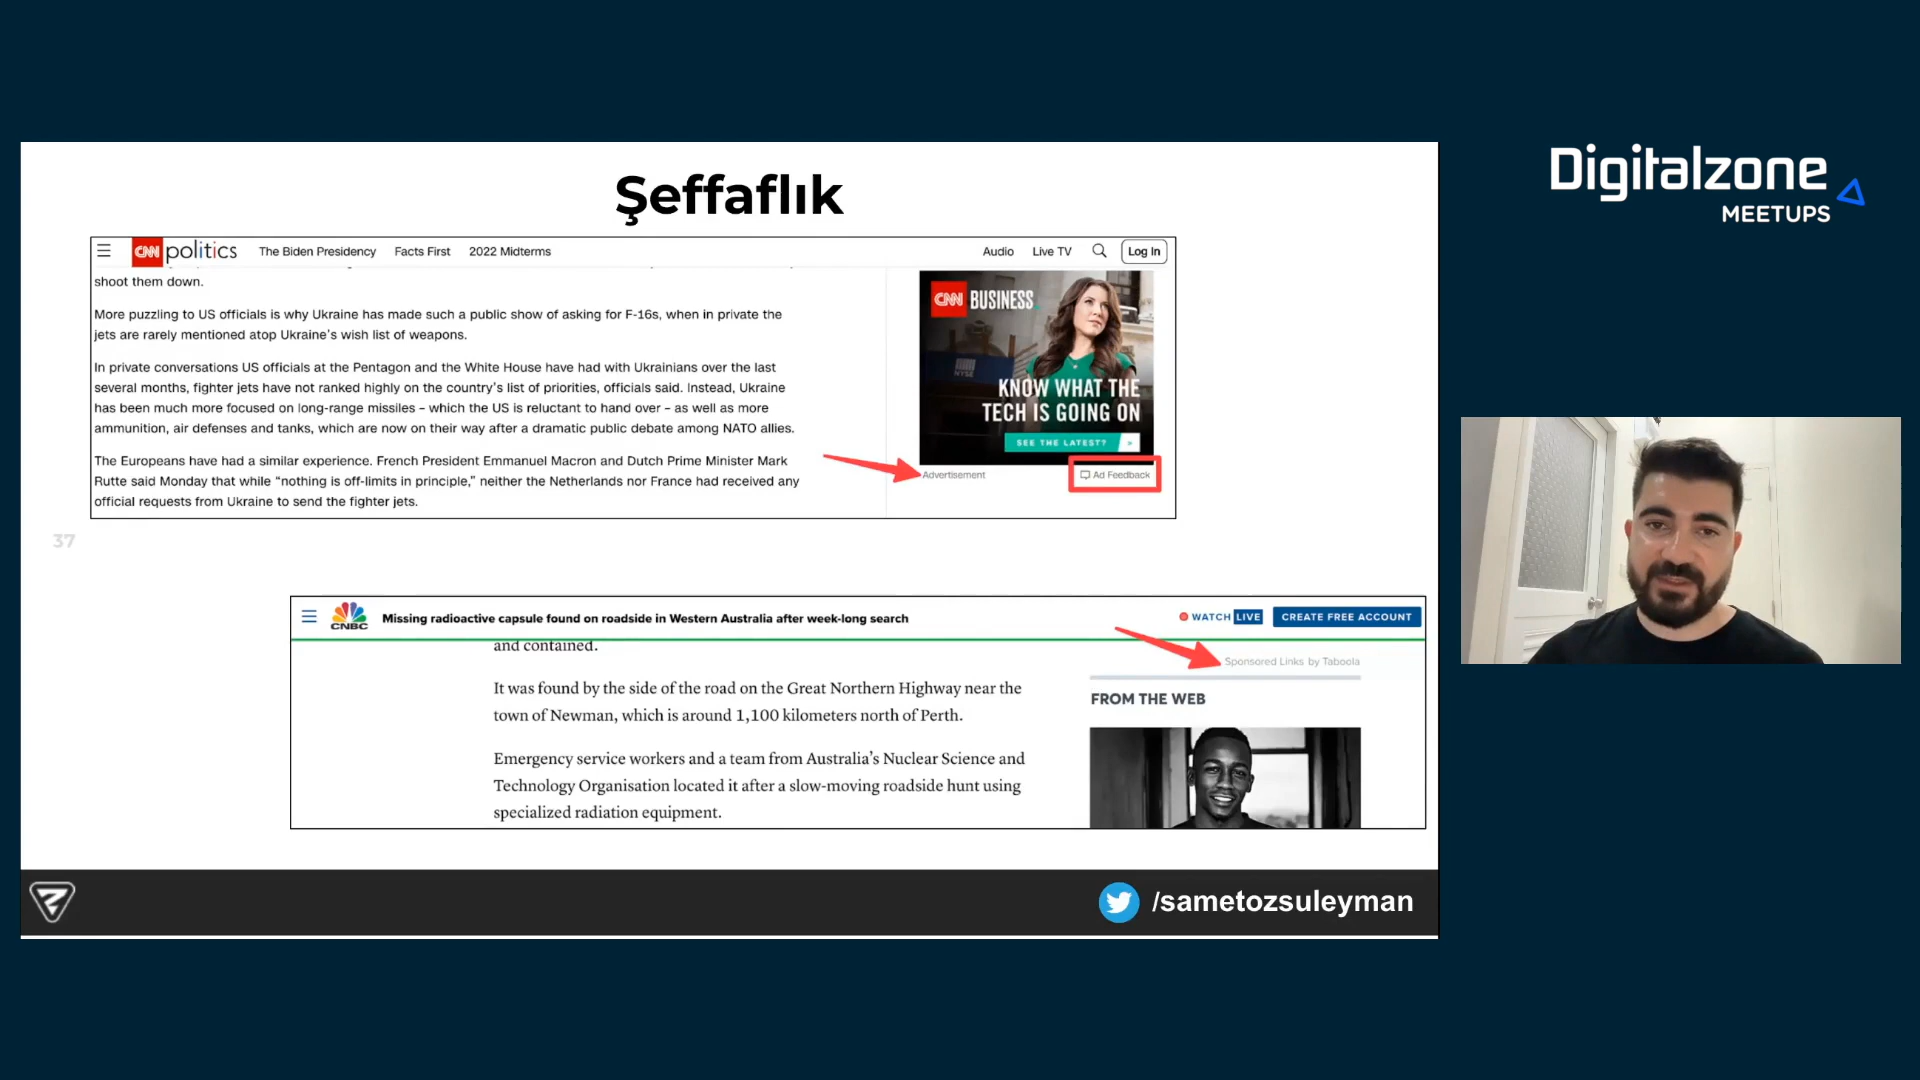 Şeffaflık
CNN politics The Biden Presidency Facts First 2022 Midterms Audio Live TV Log In
shoot them down.
More puzzling to US officials is why Ukraine has made such a public show of asking for F-16s, when in private the
jets are rarely mentioned atop Ukraine's wish list of weapons.
In private conversations US officials at the Pentagon and the White House have had with Ukrainians over the last
several months, fighter jets have not ranked highly on the country's list of priorities, officials said. Instead, Ukraine
has been much more focused on long-range missiles – which the US is reluctant to hand over – as well as more
ammunition, air defenses and tanks, which are now on their way after a dramatic public debate among NATO allies.
The Europeans have had a similar experience. French President Emmanuel Macron and Dutch Prime Minister Mark
Rutte said Monday that while “nothing is off-limits in principle,” neither the Netherlands nor France had received any
official requests from Ukraine to send the fighter jets.
CNN BUSINESS
NYSE
KNOW WHAT THE
TECH IS GOING ON
SEE THE LATEST?
Advertisement
Ad Feedback
37
CNBC Missing radioactive capsule found on roadside in Western Australia after week-long search WATCH LIVE CREATE FREE ACCOUNT
and contained.
It was found by the side of the road on the Great Northern Highway near the
town of Newman, which is around 1,100 kilometers north of Perth.
Emergency service workers and a team from Australia's Nuclear Science and
Technology Organisation located it after a slow-moving roadside hunt using
specialized radiation equipment.
Sponsored Links by Taboola
FROM THE WEB
/sametozsuleyman
Digitalzone
MEETUPS